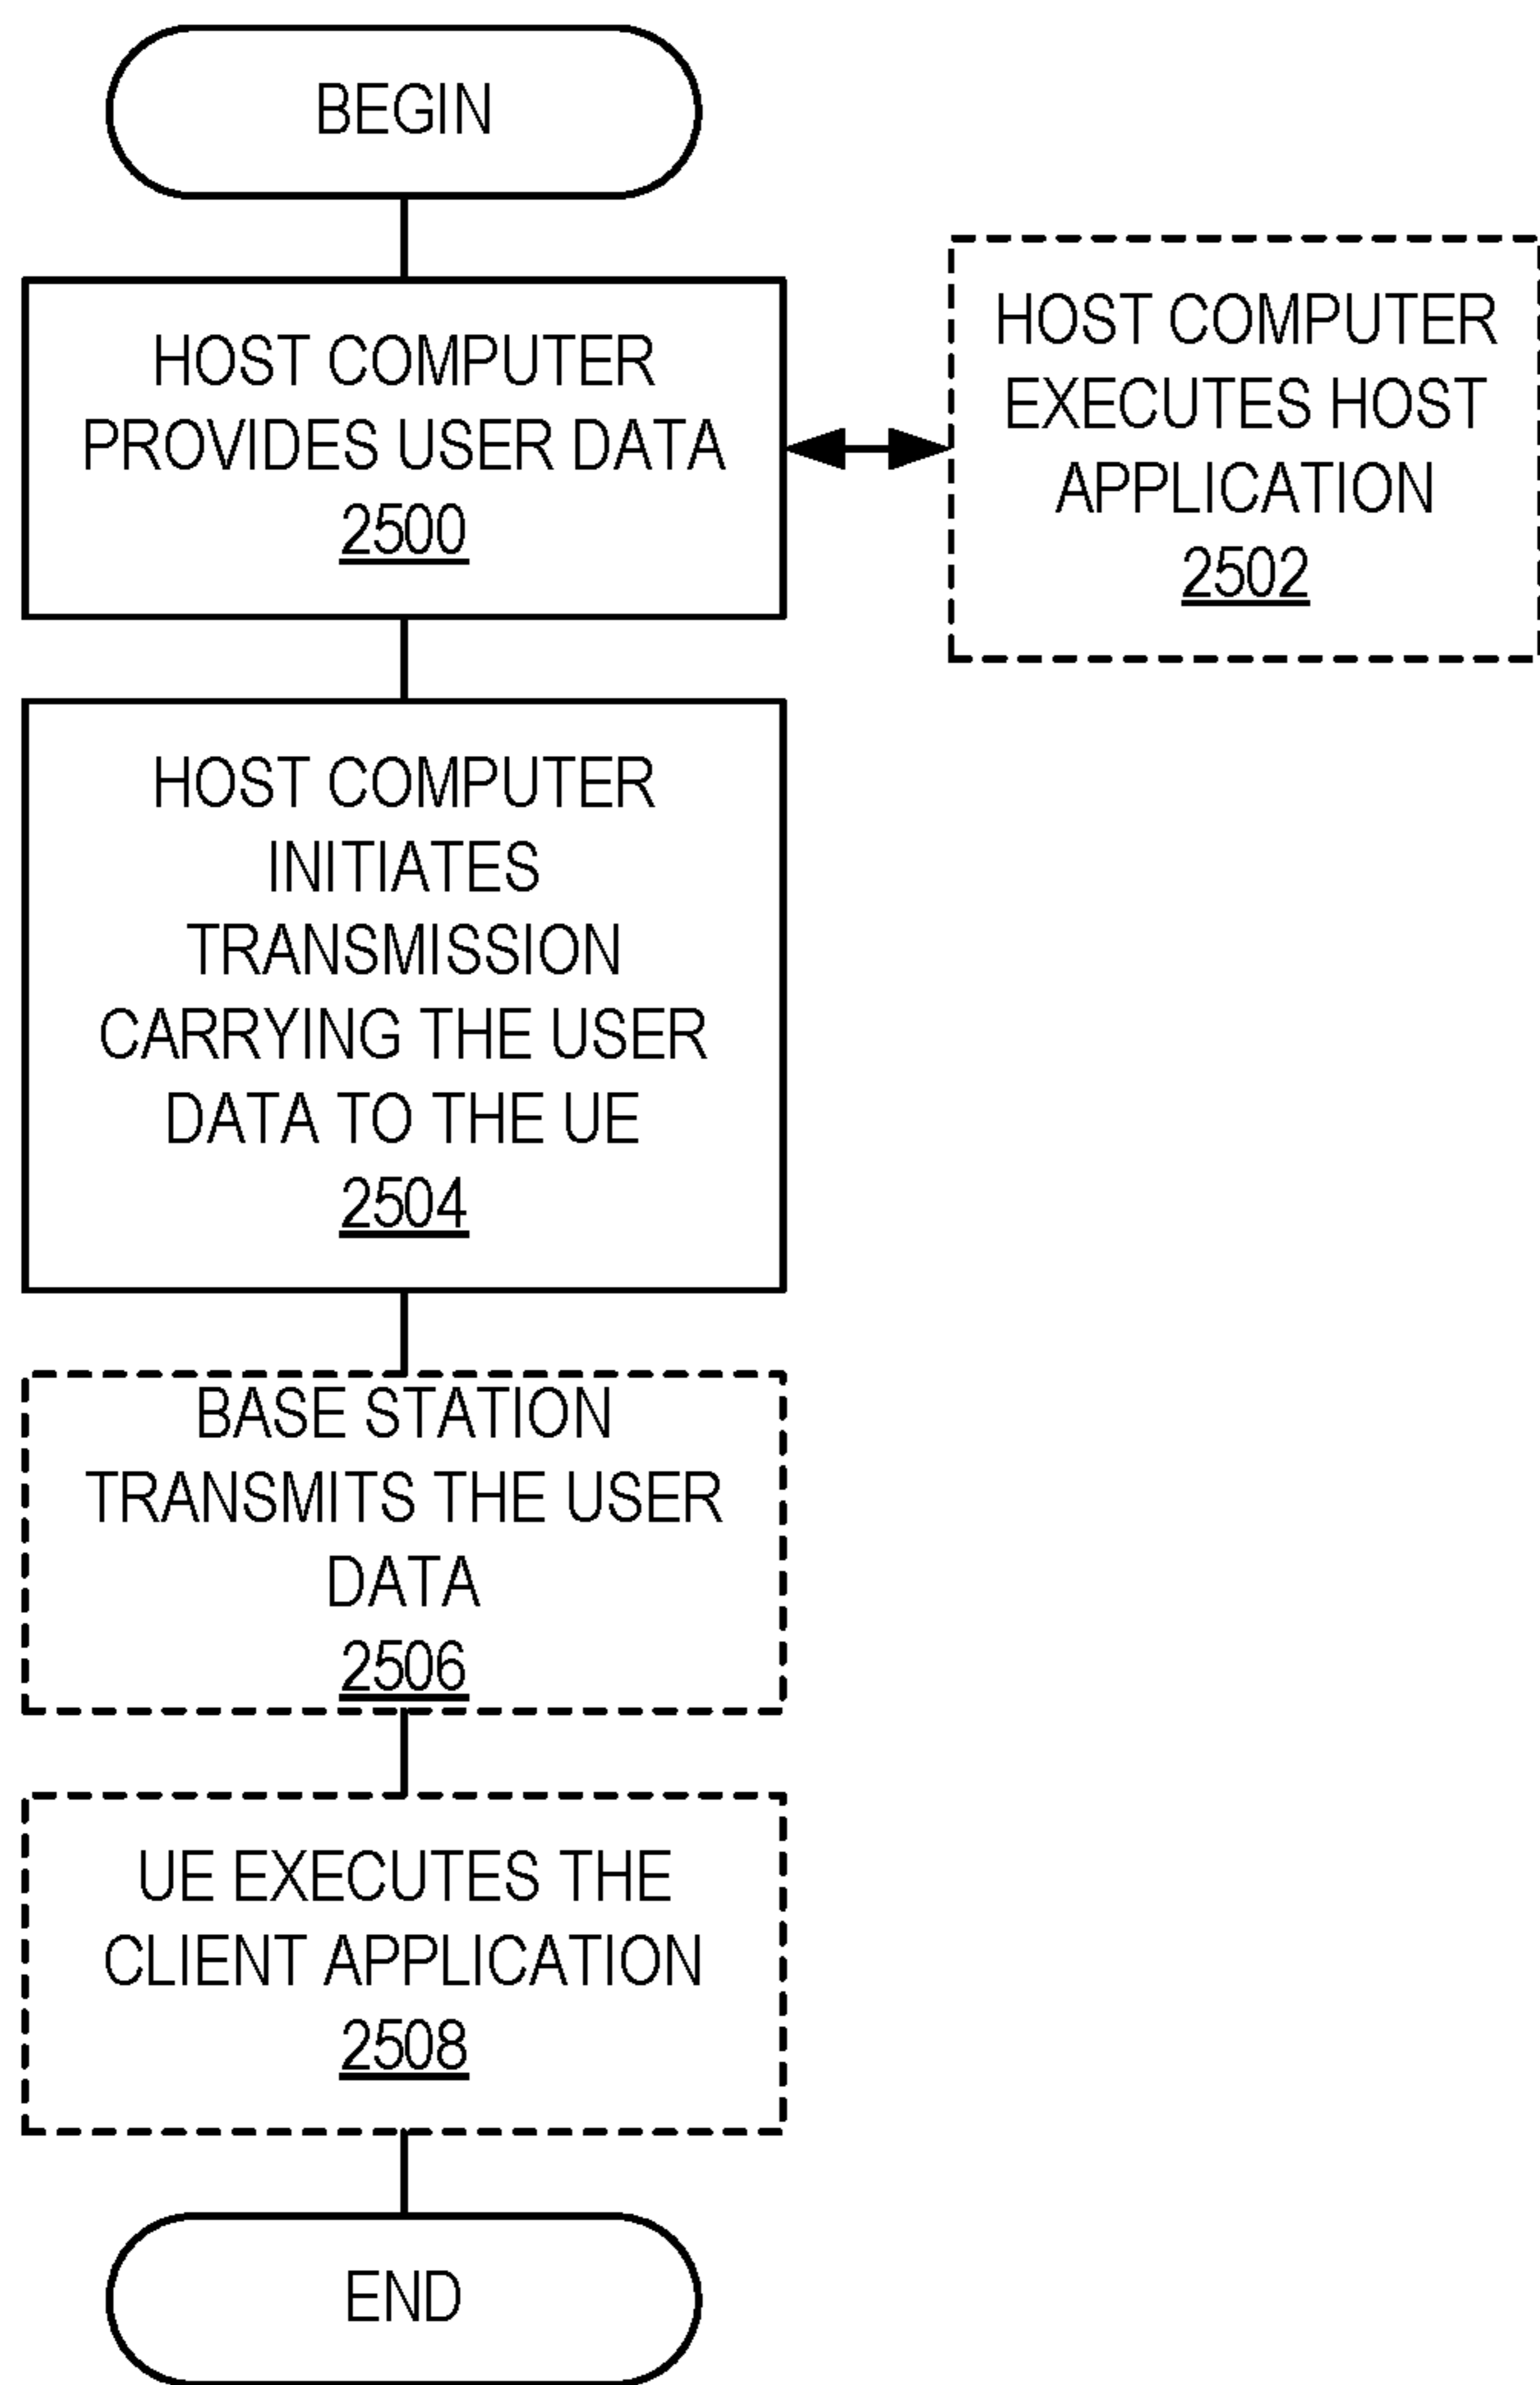 BEGIN
HOST COMPUTER
PROVIDES USER DATA
2500
HOST COMPUTER
EXECUTES HOST
APPLICATION
2502
HOST COMPUTER
INITIATES
TRANSMISSION
CARRYING THE USER
DATA TO THE UE
2504
BASE STATION
TRANSMITS THE USER
DATA
2506
UE EXECUTES THE
CLIENT APPLICATION
2508
END